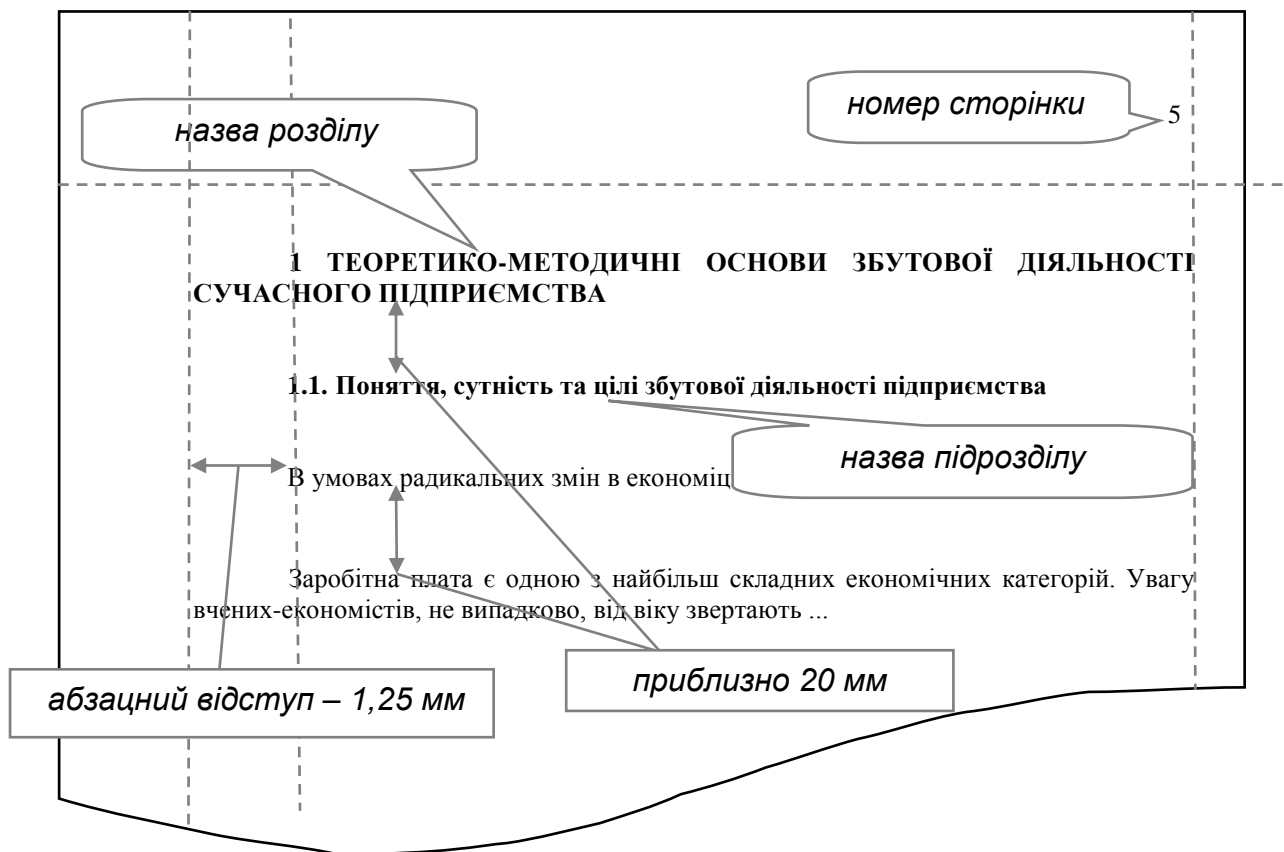 номер сторінки
5
назва розділу
1 ТЕОРЕТИКО-МЕТОДИЧНІ ОСНОВИ ЗБУТОВОЇ ДІЯЛЬНОСТІ
СУЧАСНОГО ПІДПРИЄМСТВА
1.1. Поняття, сутність та цілі збутової діяльності підприємства
назва підрозділу
В умовах радикальних змін в економіц
Заробітна плата є одною з найбільш складних економічних категорій. Увагу
вчених-економістів, не випадково, від віку звертають ...
приблизно 20 мм
абзацний відступ – 1,25 мм